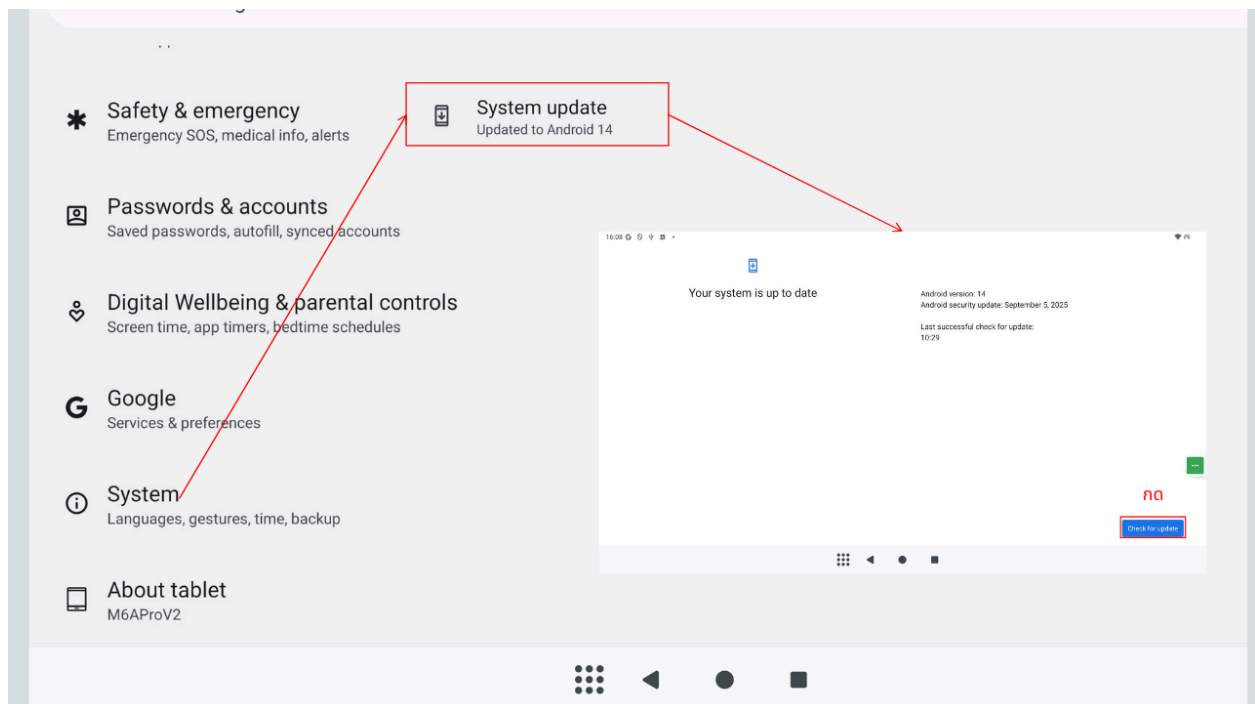 Safety & emergency
Emergency SOS, medical info, alerts
System update
Updated to Android 14
Passwords & accounts
Saved passwords, autofill, synced accounts
Digital Wellbeing & parental controls
Screen time, app timers, bedtime schedules
Google
Services & preferences
System
Languages, gestures, time, backup
About tablet
M6AProV2
16:08
Your system is up to date
Android version: 14
Android security update: September 5, 2025
Last successful check for update:
10:29
กด
Check for update